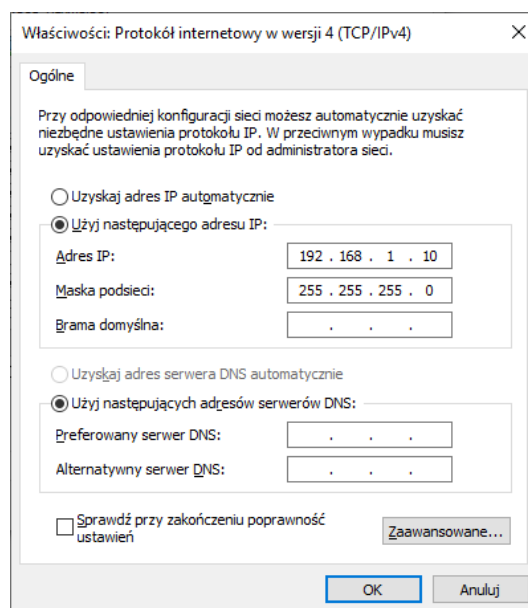 Właściwości: Protokół internetowy w wersji 4 (TCP/IPv4)
Ogólne
Przy odpowiedniej konfiguracji sieci możesz automatycznie uzyskać
niezbędne ustawienia protokołu IP. W przeciwnym wypadku musisz
uzyskać ustawienia protokołu IP od administratora sieci.
Uzyskaj adres IP automatycznie
Użyj następującego adresu IP:
Adres IP: 192 . 168 . 1 . 10
Maska podsieci: 255 . 255 . 255 . 0
Brama domyślna: . . .
Uzyskaj adres serwera DNS automatycznie
Użyj następujących adresów serwerów DNS:
Preferowany serwer DNS: . . .
Alternatywny serwer DNS: . . .
Sprawdź przy zakończeniu poprawność
ustawień
Zaawansowane...
OK Anuluj